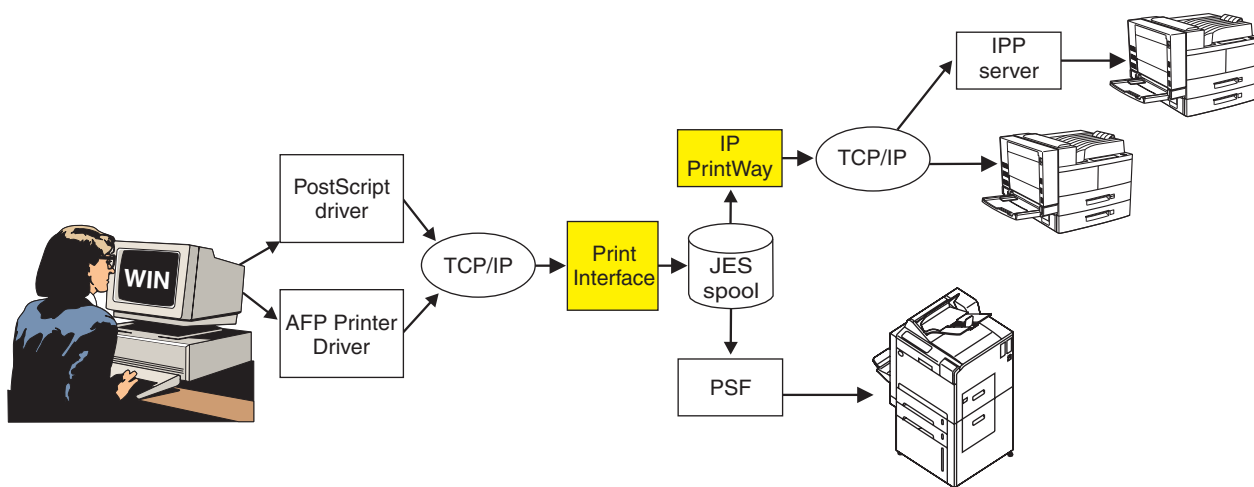 WIN
PostScript
driver
AFP Printer
Driver
TCP/IP
Print
Interface
JES
spool
IP
PrintWay
TCP/IP
IPP
server
PSF